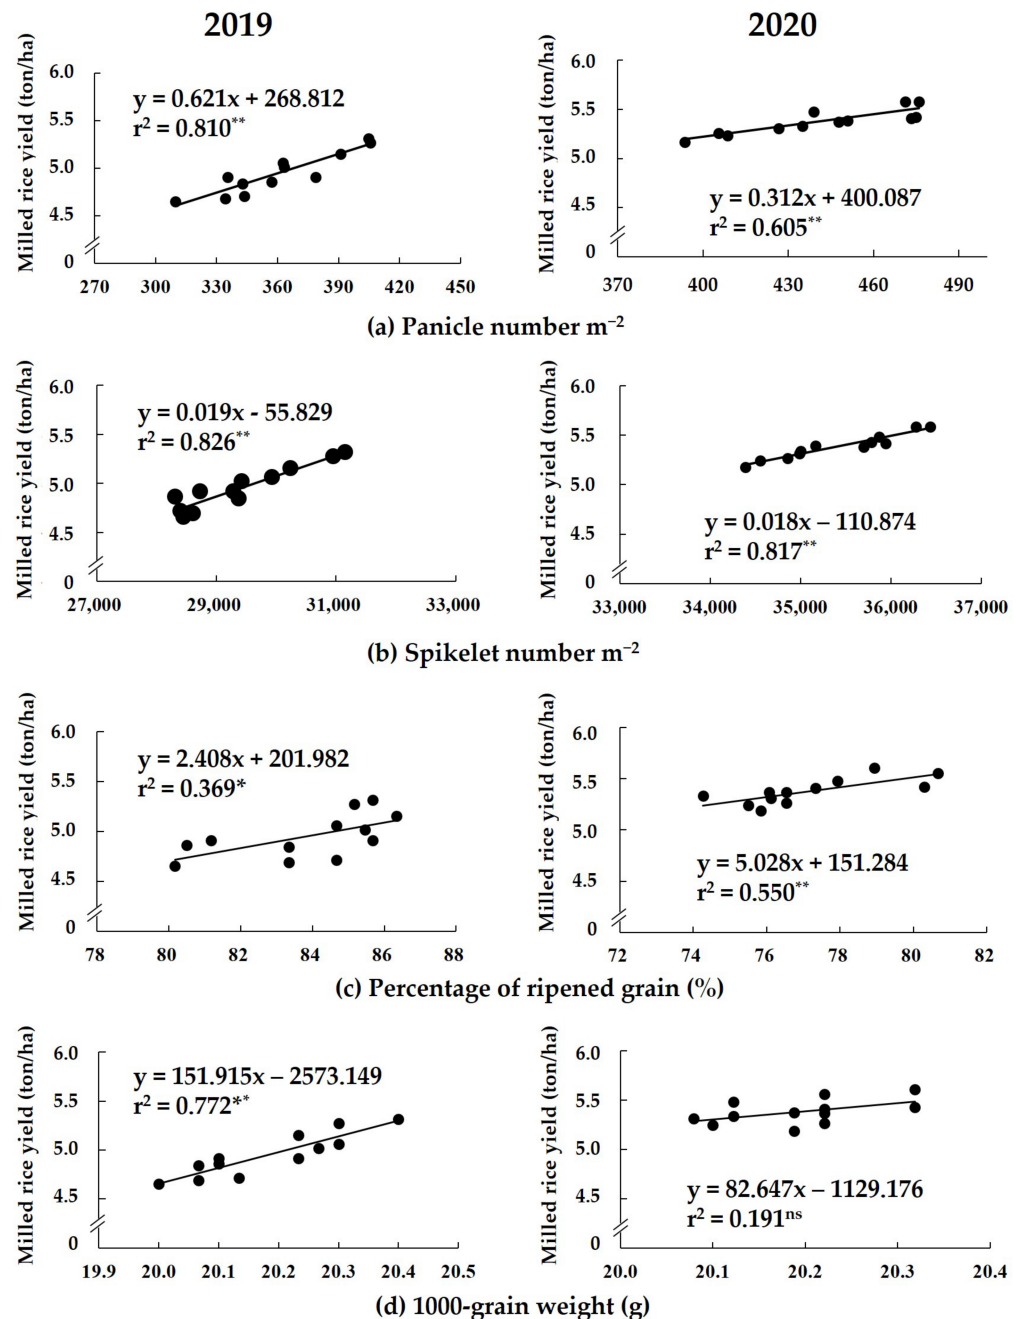 2019
2020
Milled rice yield (ton/ha)
6.0
5.5
5.0
4.5
0
y = 0.621x + 268.812
r² = 0.810**
270 300 330 360 390 420 450
Milled rice yield (ton/ha)
6.0
5.5
5.0
4.5
0
y = 0.312x + 400.087
r² = 0.605**
370 400 430 460 490
(a) Panicle number m⁻²
Milled rice yield (ton/ha)
6.0
5.5
5.0
4.5
0
y = 0.019x - 55.829
r² = 0.826**
27,000 29,000 31,000 33,000
Milled rice yield (ton/ha)
6.0
5.5
5.0
4.5
0
y = 0.018x – 110.874
r² = 0.817**
33,000 34,000 35,000 36,000 37,000
(b) Spikelet number m⁻²
Milled rice yield (ton/ha)
6.0
5.5
5.0
4.5
0
y = 2.408x + 201.982
r² = 0.369*
78 80 82 84 86 88
Milled rice yield (ton/ha)
6.0
5.5
5.0
4.5
0
y = 5.028x + 151.284
r² = 0.550**
72 74 76 78 80 82
(c) Percentage of ripened grain (%)
Milled rice yield (ton/ha)
6.0
5.5
5.0
4.5
0
y = 151.915x – 2573.149
r² = 0.772**
19.9 20.0 20.1 20.2 20.3 20.4 20.5
Milled rice yield (ton/ha)
6.0
5.5
5.0
4.5
0
y = 82.647x – 1129.176
r² = 0.191ⁿˢ
20.0 20.1 20.2 20.3 20.4
(d) 1000-grain weight (g)